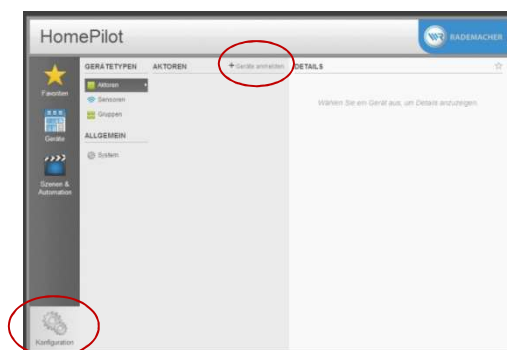 HomePilot
RADEMACHER
GERÄTETYPEN
AKTOREN
+Geräte anmelden
DETAILS
Favoriten
Aktoren
Sensoren
Gruppen
Wählen Sie ein Gerät aus, um Details anzuzeigen.
Geräte
ALLGEMEIN
System
Szenen &
Automation
Konfiguration